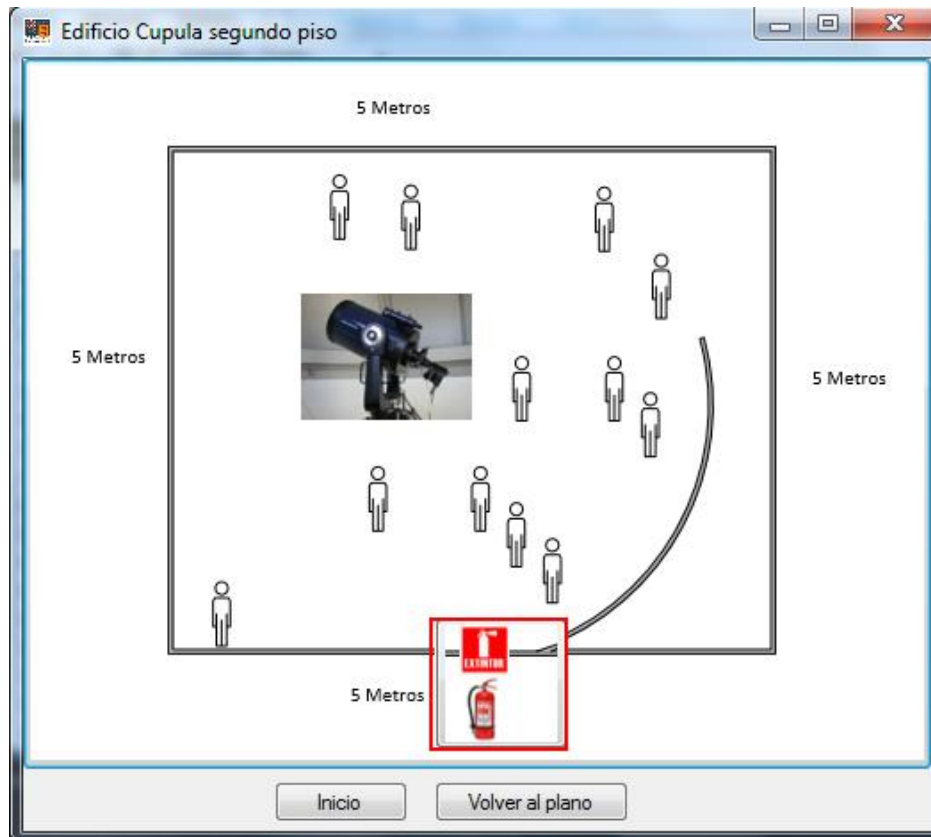 Edificio Cupula segundo piso
5 Metros
5 Metros
5 Metros
EXTINTOR
5 Metros
Inicio
Volver al plano